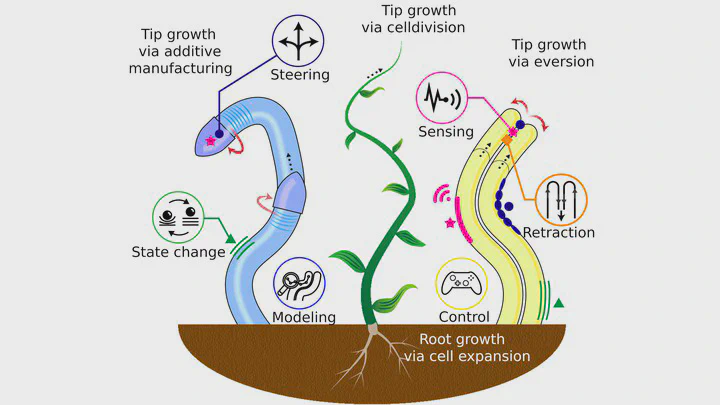 Tip growth
via additive
manufacturing
Steering
Tip growth
via celldivision
Tip growth
via eversion
Sensing
State change
Retraction
Modeling
Control
Root growth
via cell expansion